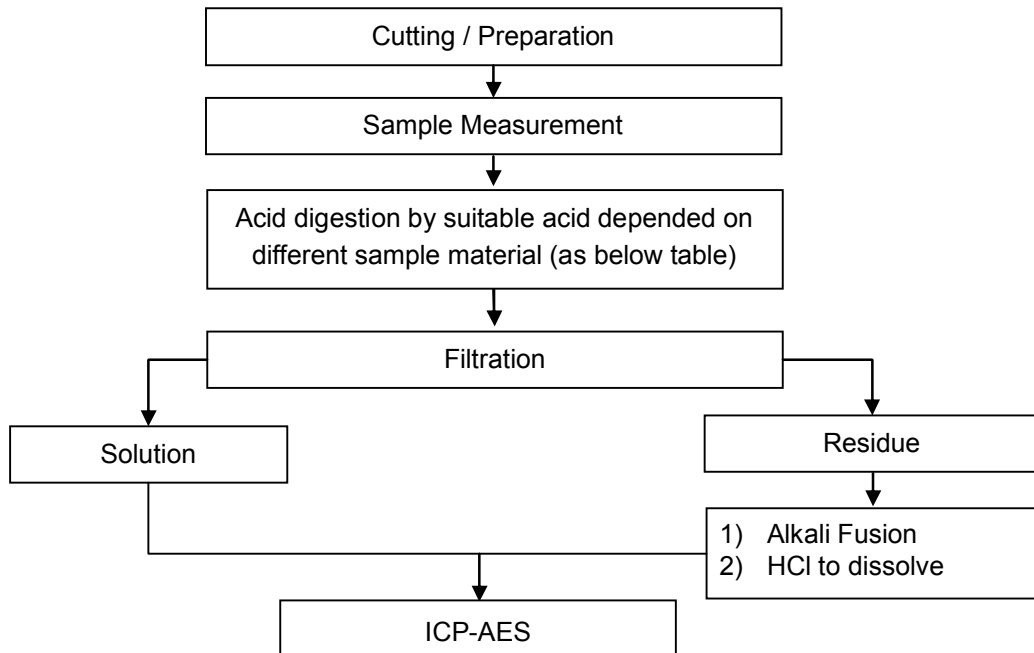 Cutting / Preparation
Sample Measurement
Acid digestion by suitable acid depended on
different sample material (as below table)
Filtration
Solution
Residue
1) Alkali Fusion
2) HCl to dissolve
ICP-AES